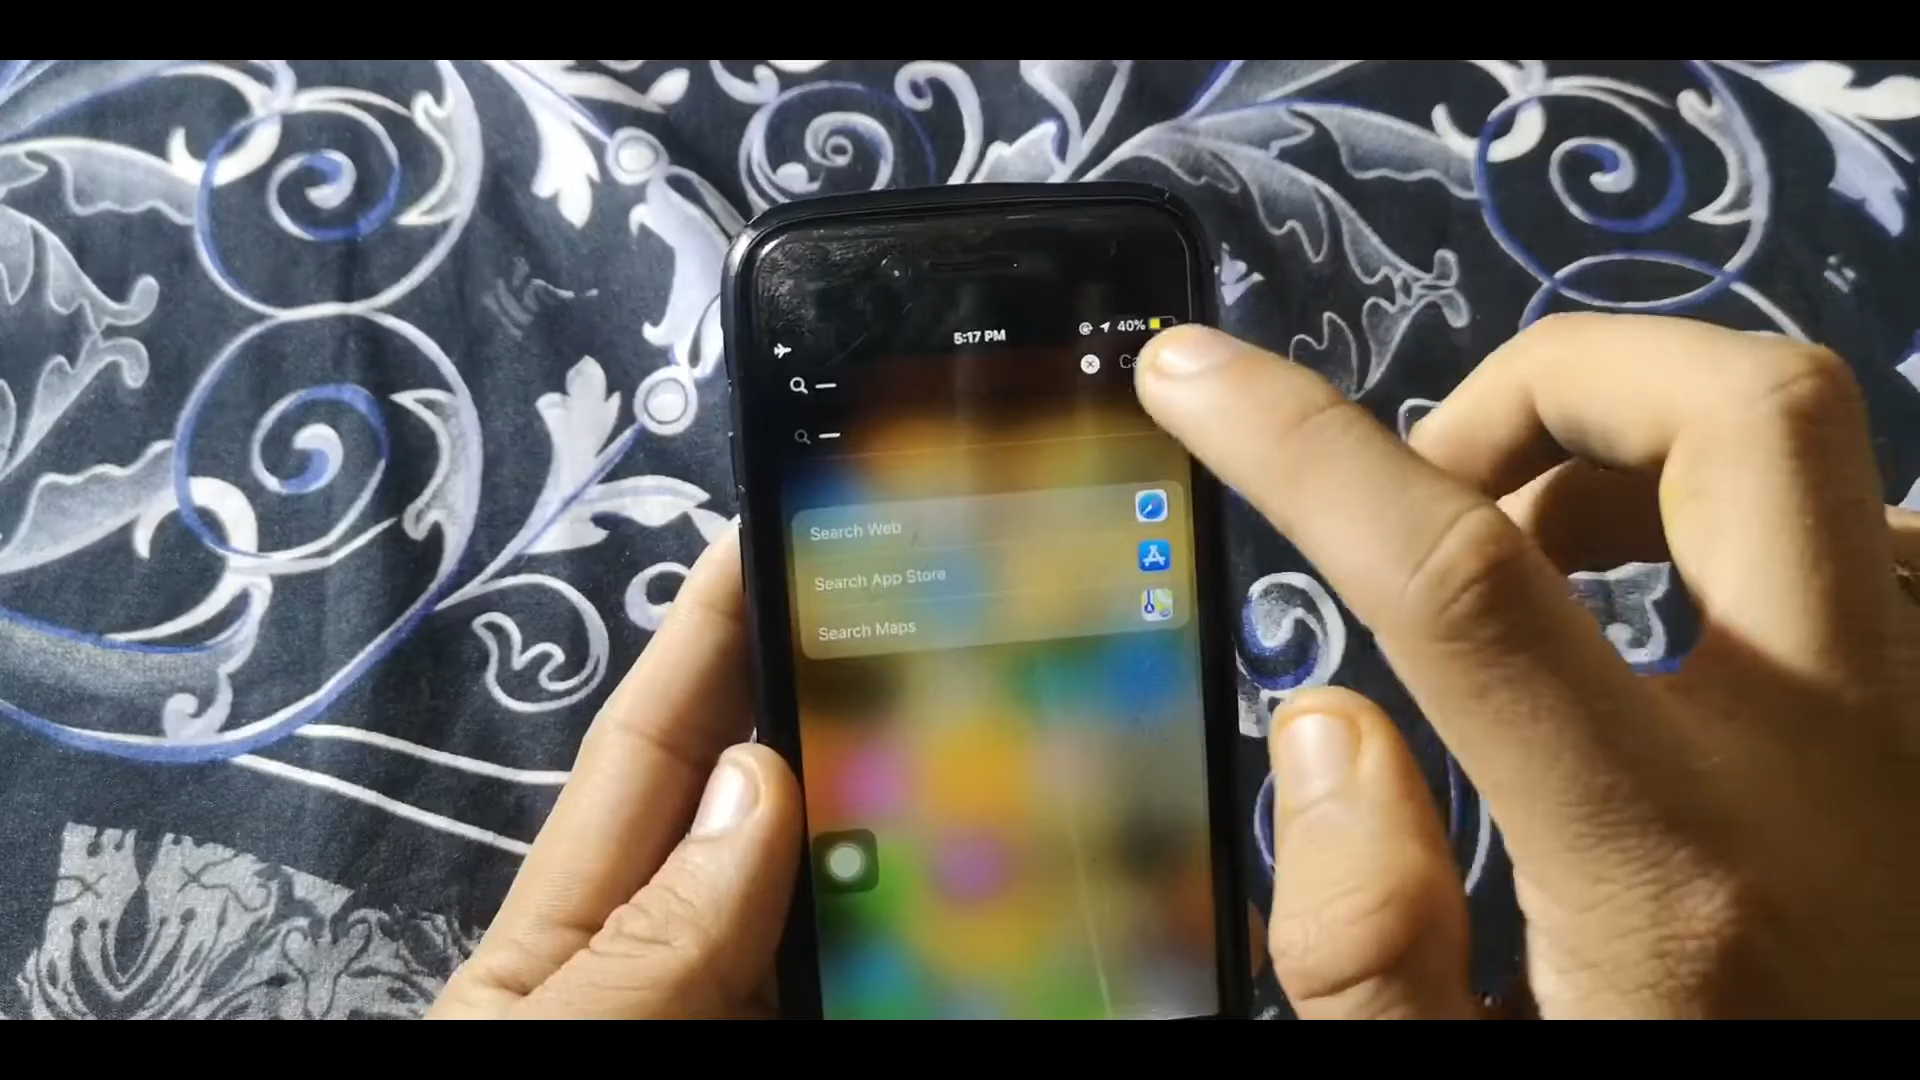 5:17 PM 40%
—
—
Search Web
Search App Store
Search Maps